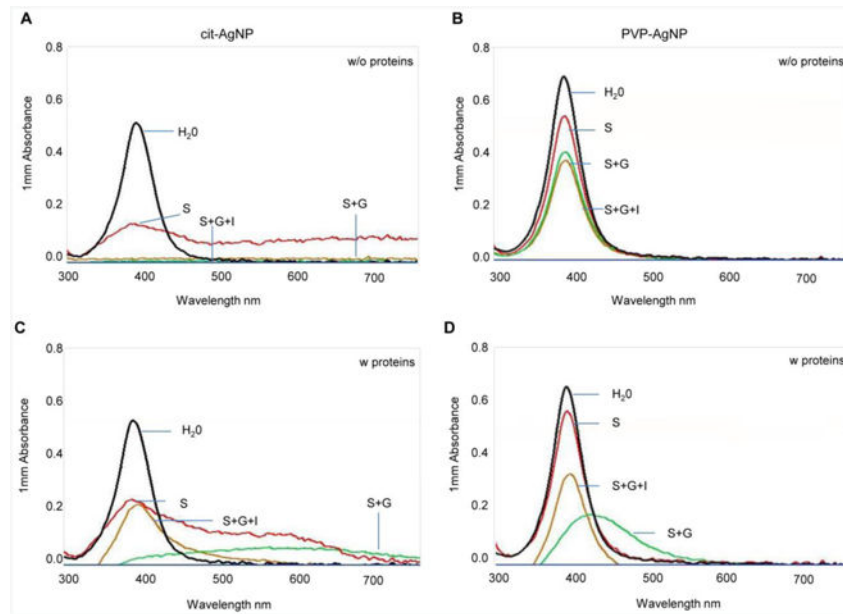 A
cit-AgNP
w/o proteins
1mm Absorbance
0.8
0.6
0.4
0.2
0.0
H20
S
S+G+I
S+G
300
400
500
600
700
Wavelength nm
B
PVP-AgNP
w/o proteins
1mm Absorbance
0.8
0.6
0.4
0.2
0.0
H20
S
S+G
S+G+I
300
400
500
600
700
Wavelength nm
C
w proteins
1mm Absorbance
0.8
0.6
0.4
0.2
0.0
H20
S
S+G+I
S+G
300
400
500
600
700
Wavelength nm
D
w proteins
1mm Absorbance
0.8
0.6
0.4
0.2
0.0
H20
S
S+G+I
S+G
300
400
500
600
700
Wavelength nm